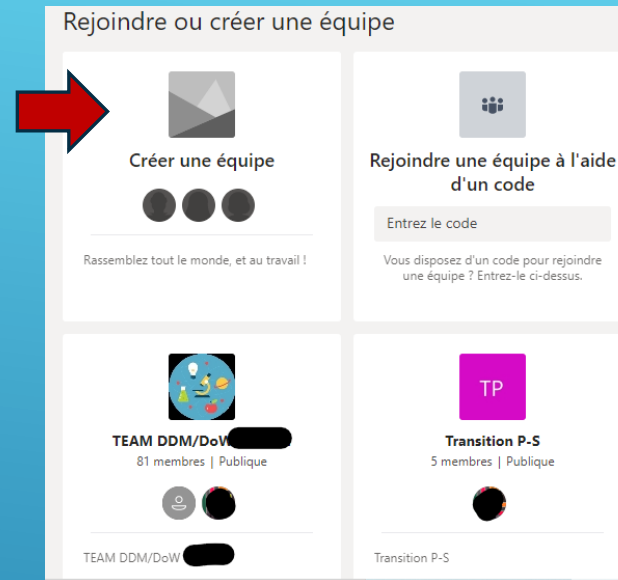 Rejoindre ou créer une équipe
Créer une équipe
Rassemblez tout le monde, et au travail !
Rejoindre une équipe à l'aide
d'un code
Entrez le code
Vous disposez d'un code pour rejoindre
une équipe ? Entrez-le ci-dessus.
TEAM DDM/DoW
81 membres | Publique
TEAM DDM/DoW
TP
Transition P-S
5 membres | Publique
Transition P-S